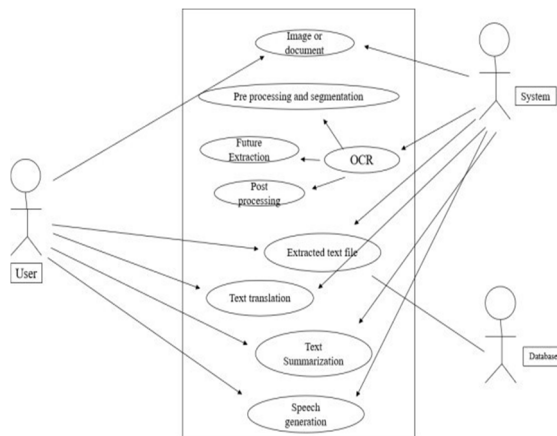 Image or
document
System
Pre processing and segmentation
Future
Extraction
OCR
Post
processing
User
Extracted text file
Text translation
Text
Summarization
Database
Speech
generation